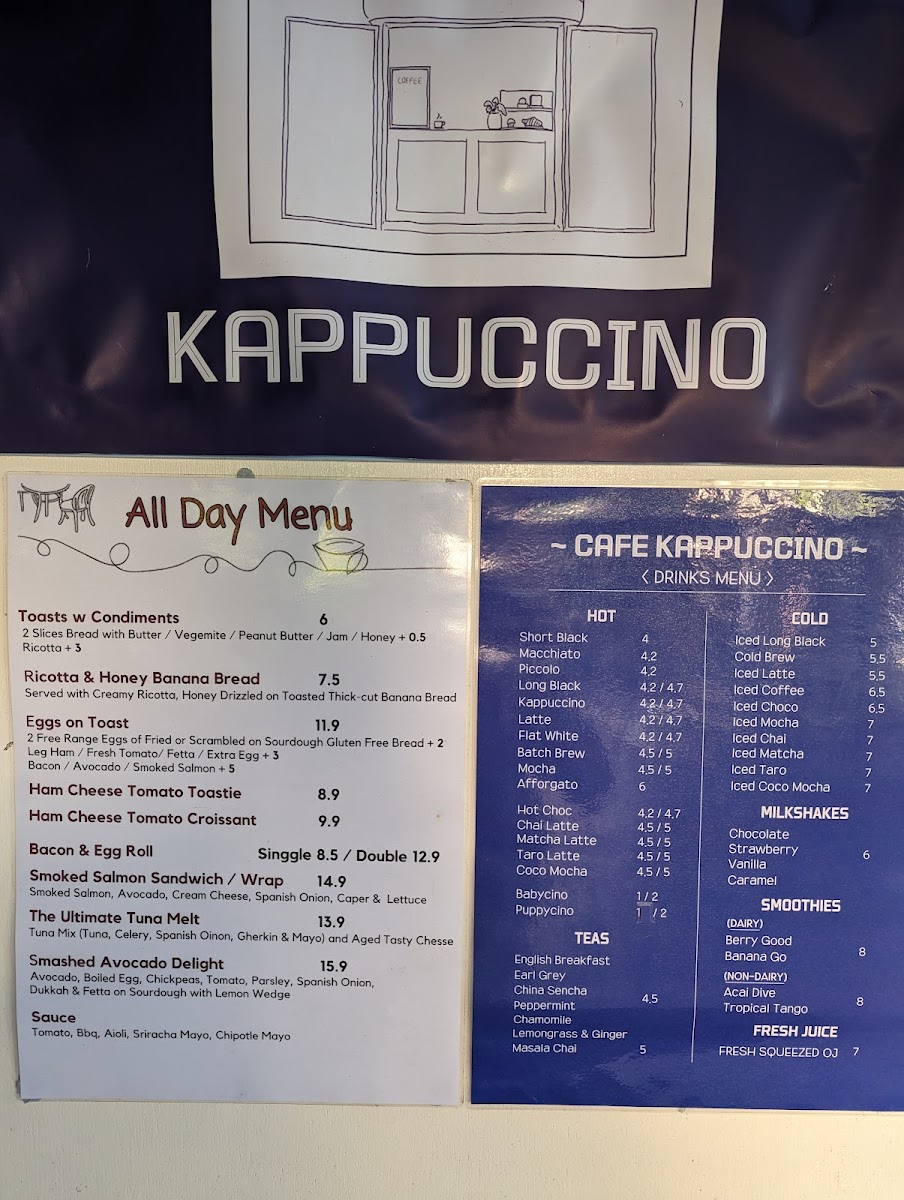 COFFEE
KAPPUCCINO
All Day Menu
Toasts w Condiments 6
2 Slices Bread with Butter / Vegemite / Peanut Butter / Jam / Honey + 0.5
Ricotta + 3
Ricotta & Honey Banana Bread 7.5
Served with Creamy Ricotta, Honey Drizzled on Toasted Thick-cut Banana Bread
Eggs on Toast 11.9
2 Free Range Eggs of Fried or Scrambled on Sourdough Gluten Free Bread + 2
Leg Ham / Fresh Tomato/ Fetta / Extra Egg + 3
Bacon / Avocado / Smoked Salmon + 5
Ham Cheese Tomato Toastie 8.9
Ham Cheese Tomato Croissant 9.9
Bacon & Egg Roll Singgle 8.5 / Double 12.9
Smoked Salmon Sandwich / Wrap 14.9
Smoked Salmon, Avocado, Cream Cheese, Spanish Onion, Caper & Lettuce
The Ultimate Tuna Melt 13.9
Tuna Mix (Tuna, Celery, Spanish Oinon, Gherkin & Mayo) and Aged Tasty Chesse
Smashed Avocado Delight 15.9
Avocado, Boiled Egg, Chickpeas, Tomato, Parsley, Spanish Onion,
Dukkah & Fetta on Sourdough with Lemon Wedge
Sauce
Tomato, Bbq, Aioli, Sriracha Mayo, Chipotle Mayo
~ CAFE KAPPUCCINO ~
< DRINK'S MENU >
HOT
Short Black 4
Macchiato 4.2
Piccolo 4.2
Long Black 4.2 / 4.7
Kappuccino 4.2 / 4.7
Latte 4.2 / 4.7
Flat White 4.2 / 4.7
Batch Brew 4.5 / 5
Mocha 4.5 / 5
Afforgato 6
Hot Choc 4.2 / 4.7
Chai Latte 4.5 / 5
Matcha Latte 4.5 / 5
Taro Latte 4.5 / 5
Coco Mocha 4.5 / 5
Babycino 1 / 2
Puppycino 1 / 2
TEAS
English Breakfast
Earl Grey
China Sencha
Peppermint 4.5
Chamomile
Lemongrass & Ginger
Masala Chai 5
COLD
Iced Long Black 5
Cold Brew 5.5
Iced Latte 5.5
Iced Coffee 6.5
Iced Choco 6.5
Iced Mocha 7
Iced Chai 7
Iced Matcha 7
Iced Taro 7
Iced Coco Mocha 7
MILKSHAKES
Chocolate
Strawberry 6
Vanilla
Caramel
SMOOTHIES
(DAIRY)
Berry Good
Banana Go 8
(NON-DAIRY)
Acai Dive 8
Tropical Tango
FRESH JUICE
FRESH SQUEEZED OJ 7